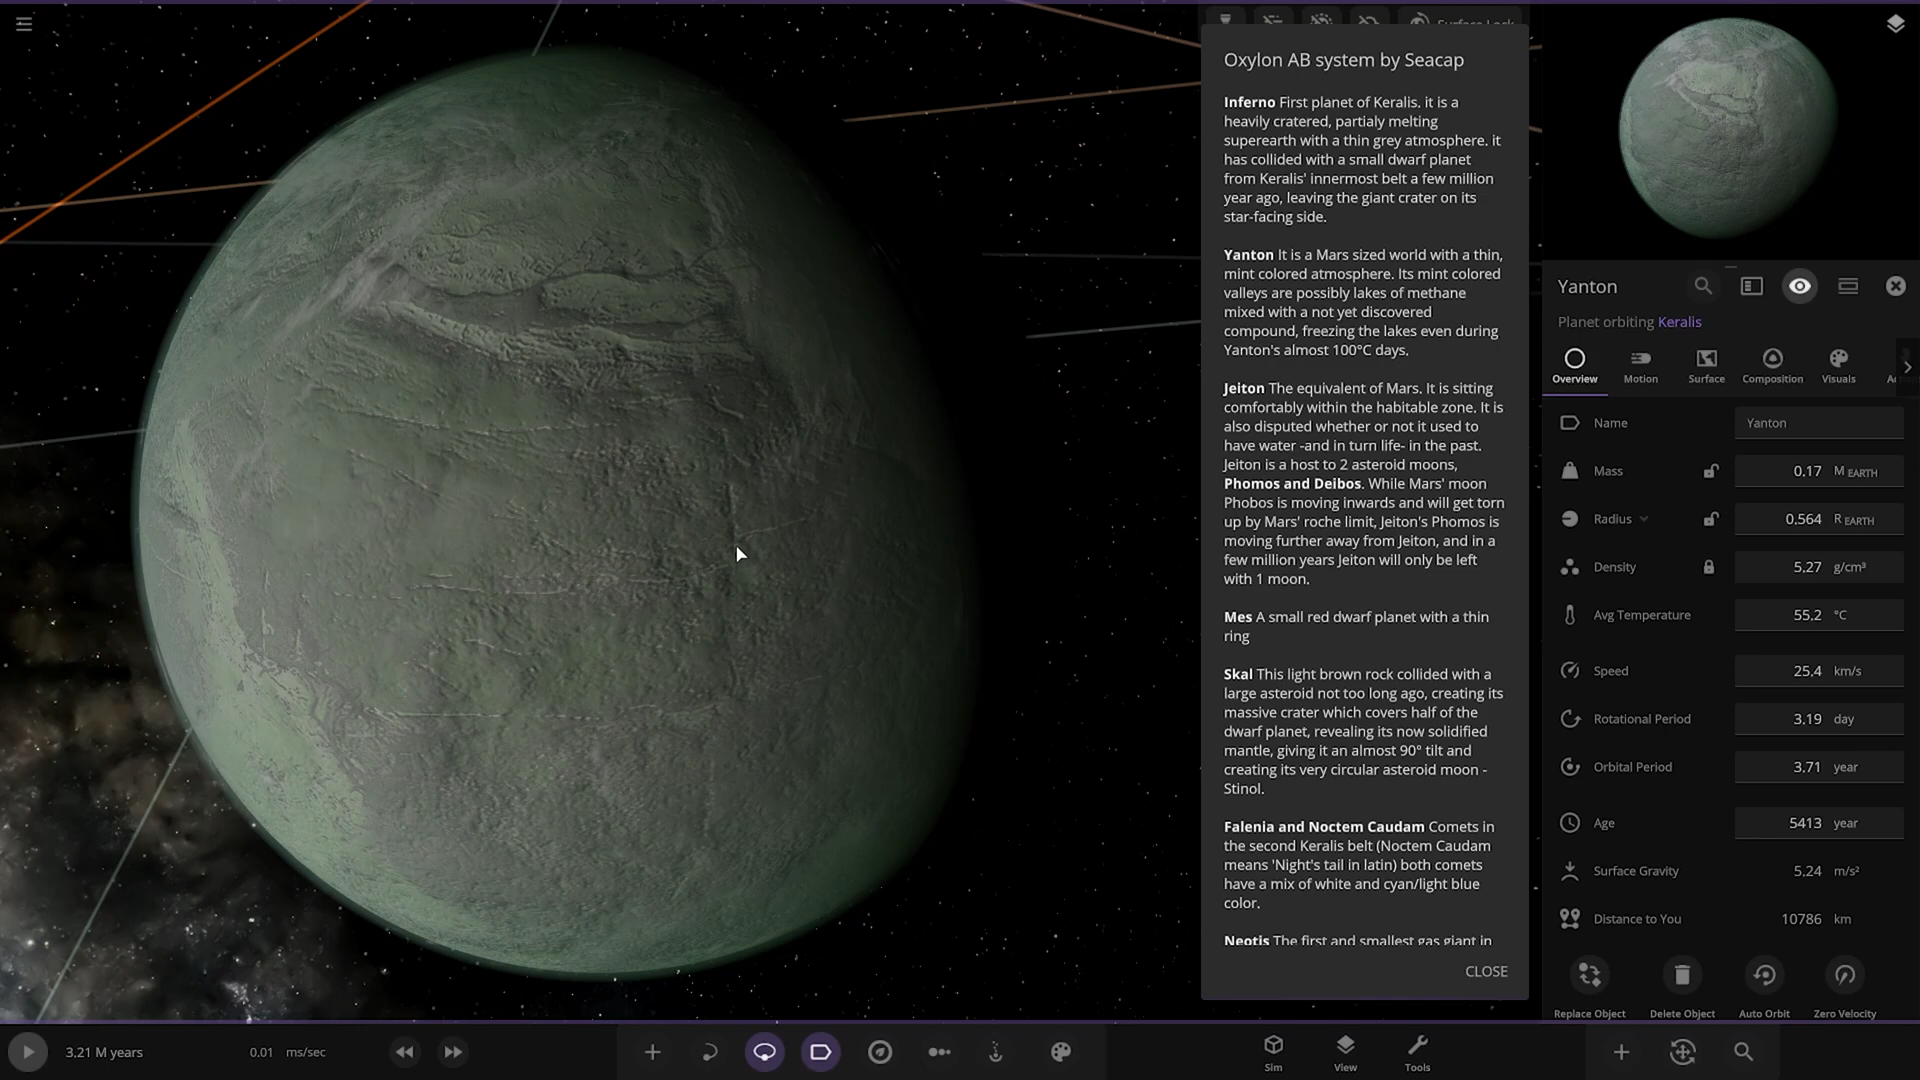 Surface Lock
Oxylon AB system by Seacap
Inferno First planet of Keralis. it is a
heavily cratered, partialy melting
superearth with a thin grey atmosphere. it
has collided with a small dwarf planet
from Keralis' innermost belt a few million
year ago, leaving the giant crater on its
star-facing side.
Yanton It is a Mars sized world with a thin,
mint colored atmosphere. Its mint colored
valleys are possibly lakes of methane
mixed with a not yet discovered
compound, freezing the lakes even during
Yanton's almost 100°C days.
Jeiton The equivalent of Mars. It is sitting
comfortably within the habitable zone. It is
also disputed whether or not it used to
have water -and in turn life- in the past.
Jeiton is a host to 2 asteroid moons,
Phomos and Deibos. While Mars' moon
Phobos is moving inwards and will get torn
up by Mars' roche limit, Jeiton's Phomos is
moving further away from Jeiton, and in a
few million years Jeiton will only be left
with 1 moon.
Mes A small red dwarf planet with a thin
ring
Skal This light brown rock collided with a
large asteroid not too long ago, creating its
massive crater which covers half of the
dwarf planet, revealing its now solidified
mantle, giving it an almost 90° tilt and
creating its very circular asteroid moon -
Stinol.
Falenia and Noctem Caudam Comets in
the second Keralis belt (Noctem Caudam
means 'Night's tail in latin) both comets
have a mix of white and cyan/light blue
color.
Neotis The first and smallest gas giant in
CLOSE
Yanton
Planet orbiting Keralis
Overview Motion Surface Composition Visuals
Name Yanton
Mass 0.17 M EARTH
Radius 0.564 R EARTH
Density 5.27 g/cm³
Avg Temperature 55.2 °C
Speed 25.4 km/s
Rotational Period 3.19 day
Orbital Period 3.71 year
Age 5413 year
Surface Gravity 5.24 m/s²
Distance to You 10786 km
Replace Object Delete Object Auto Orbit Zero Velocity
3.21 M years 0.01 ms/sec
Sim View Tools